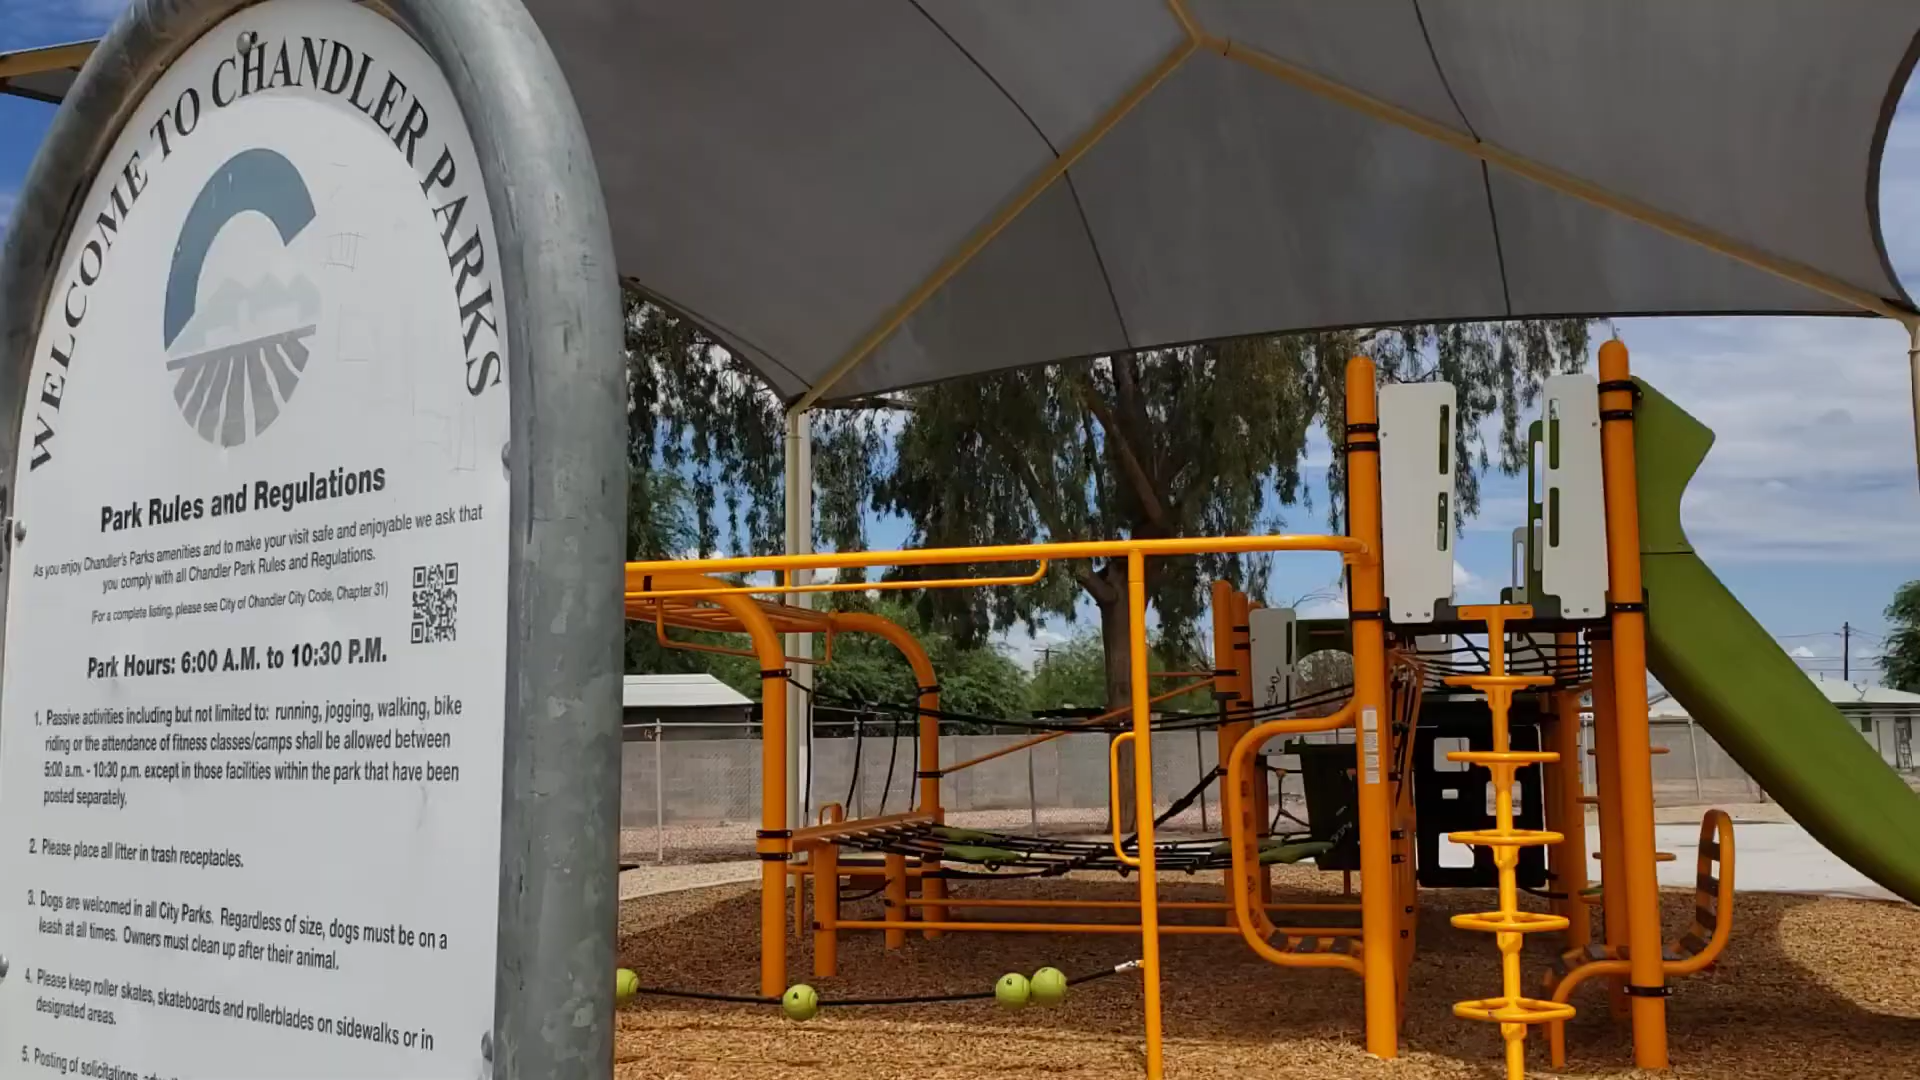 WELCOME TO CHANDLER PARKS
Park Rules and Regulations
As you enjoy Chandler's Parks amenities and to make your visit safe and enjoyable we ask that
you comply with all Chandler Park Rules and Regulations.
(For a complete listing, please see City of Chandler City Code, Chapter 31)
Park Hours: 6:00 A.M. to 10:30 P.M.
1. Passive activities including but not limited to: running, jogging, walking, bike
riding or the attendance of fitness classes/camps shall be allowed between
5:00 a.m. - 10:30 p.m. except in those facilities within the park that have been
posted separately.
2. Please place all litter in trash receptacles.
3. Dogs are welcomed in all City Parks. Regardless of size, dogs must be on a
leash at all times. Owners must clean up after their animal.
4. Please keep roller skates, skateboards and rollerblades on sidewalks or in
designated areas.
5. Posting of solicitations,